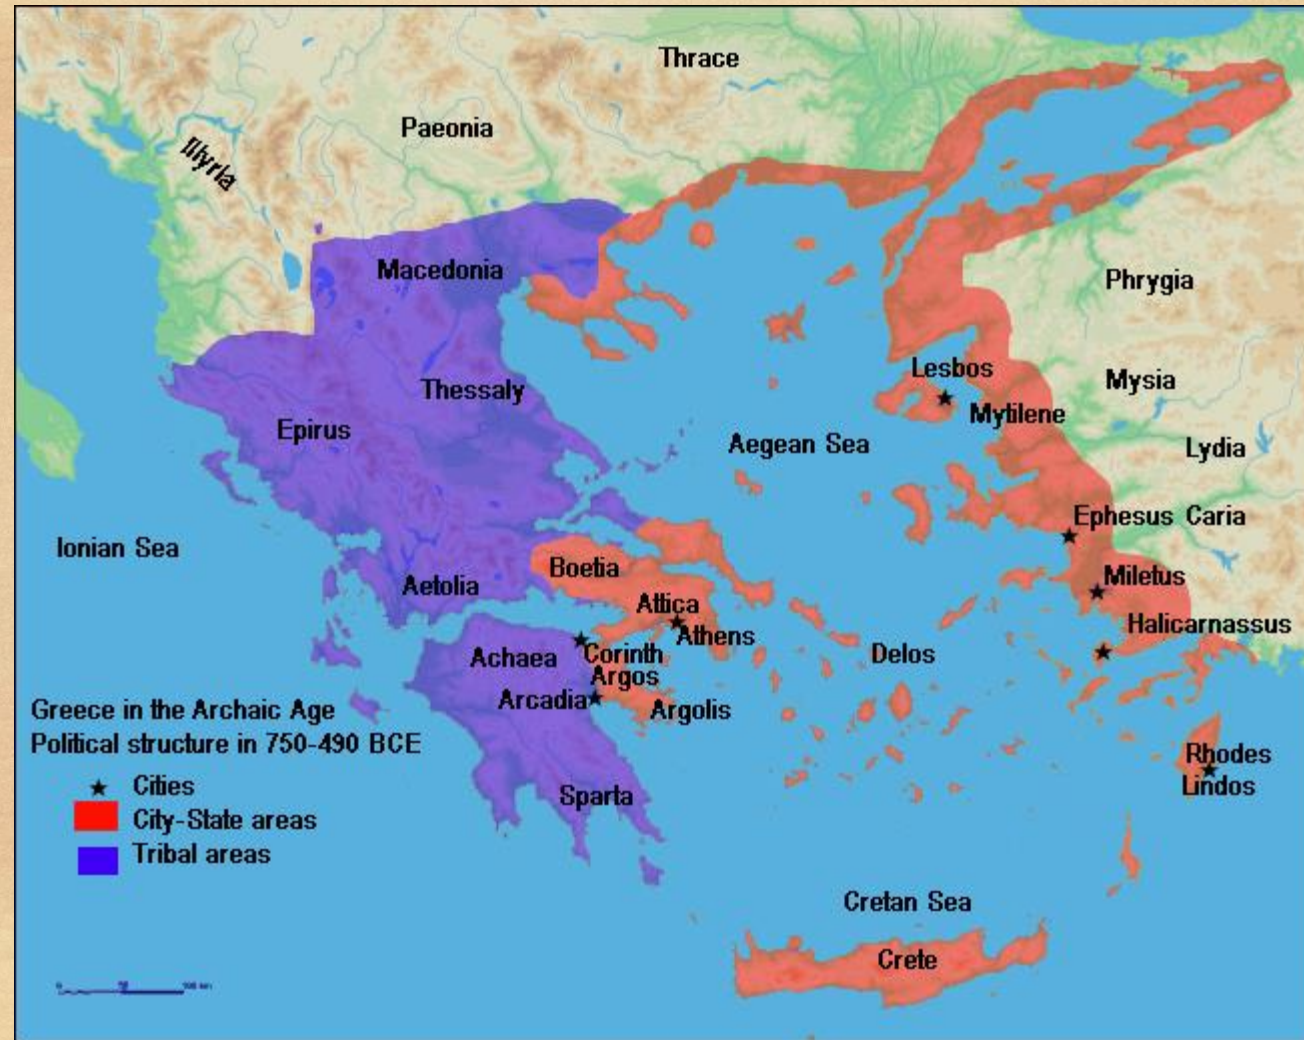 Thrace
Paeonia
Illyria
Macedonia
Phrygia
Lesbos
Mysia
Thessaly
Mytilene
Epirus
Aegean Sea
Lydia
Ephesus Caria
Ionian Sea
Boetia
Aetolia
Miletus
Attica
Halicarnassus
Athens
Achaea
Corinth
Delos
Argos
Arcadia
Argolis
Greece in the Archaic Age
Political structure in 750-490 BCE
Rhodes
Cities
Lindos
Sparta
City-State areas
Tribal areas
Cretan Sea
Crete